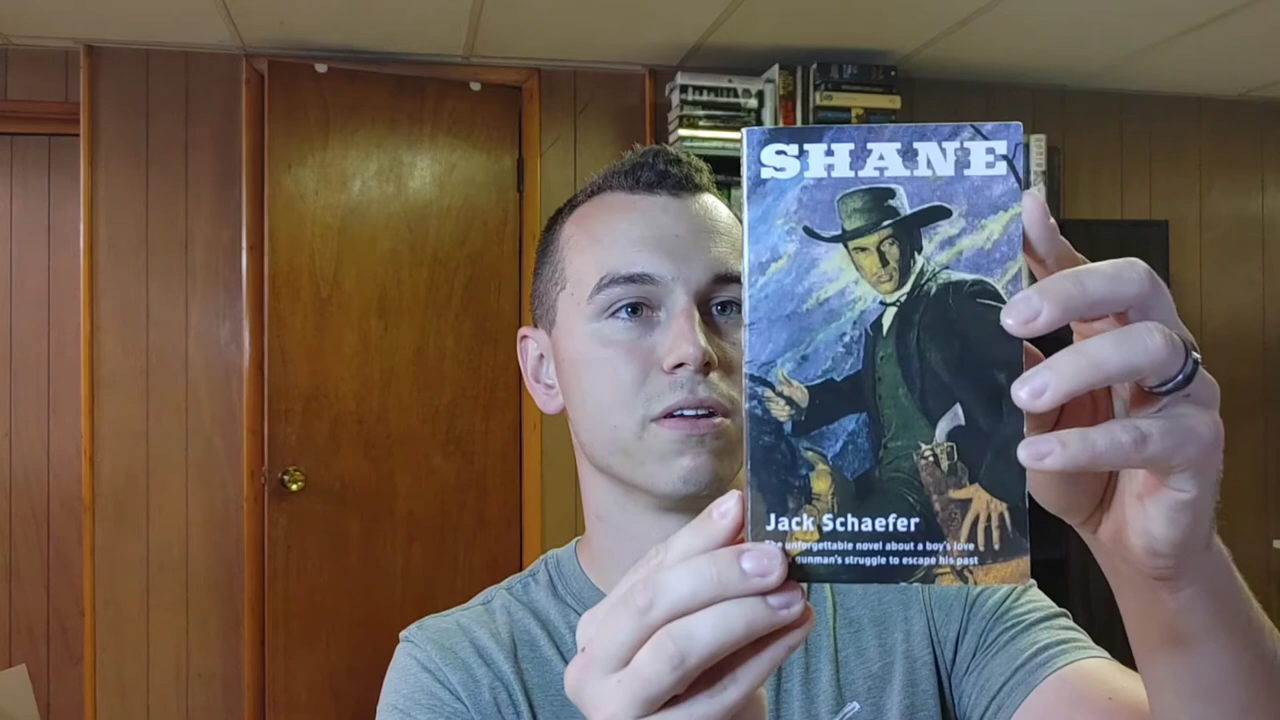 SHANE
Jack Schaefer
The unforgettable novel about a boy's love
gunman's struggle to escape his past